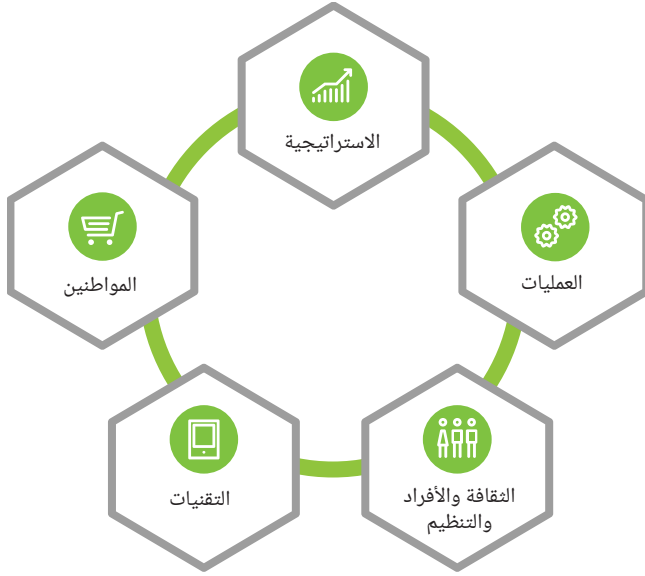 الاستراتيجية
العمليات
المواطنين
الثقافة والأفراد
والتنظيم
التقنيات